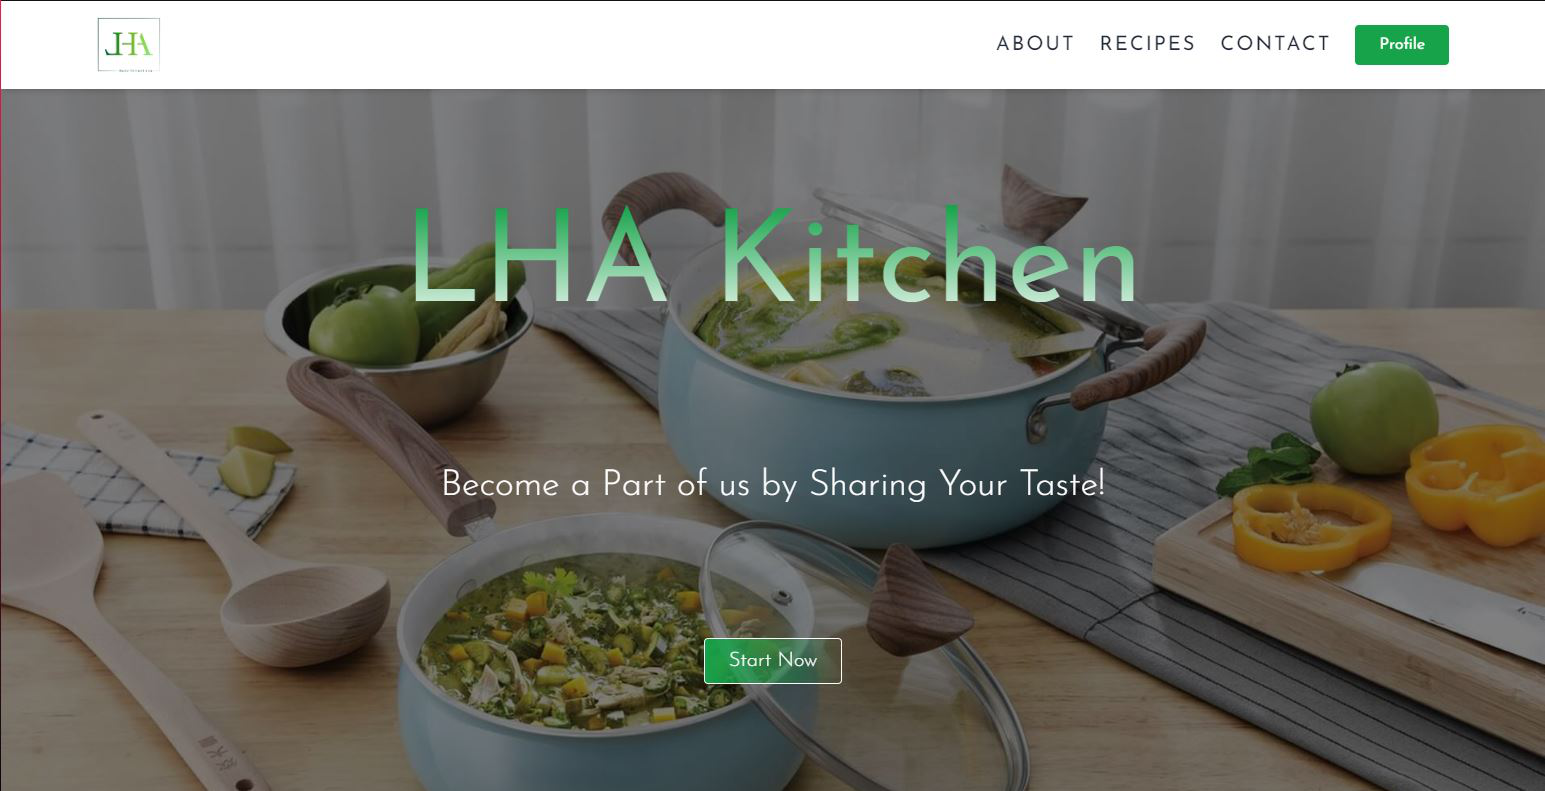 LHA
ABOUT
RECIPES
CONTACT
Profile
LHA Kitchen
Become a Part of us by Sharing Your Taste!
Start Now